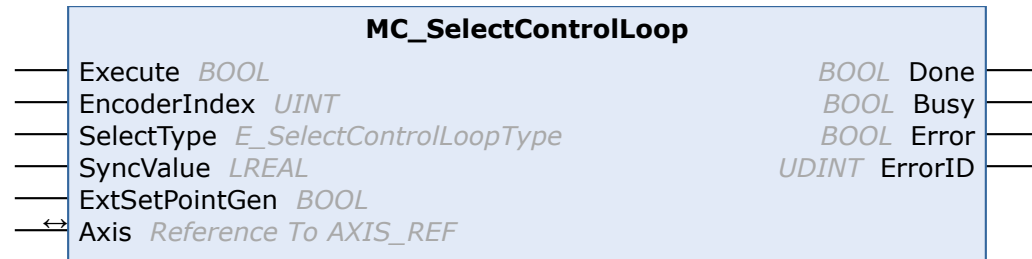 MC_SelectControlLoop
Execute BOOL BOOL Done
EncoderIndex UINT BOOL Busy
SelectType E_SelectControlLoopType BOOL Error
SyncValue LREAL UDINT ErrorID
ExtSetPointGen BOOL
Axis Reference To AXIS_REF